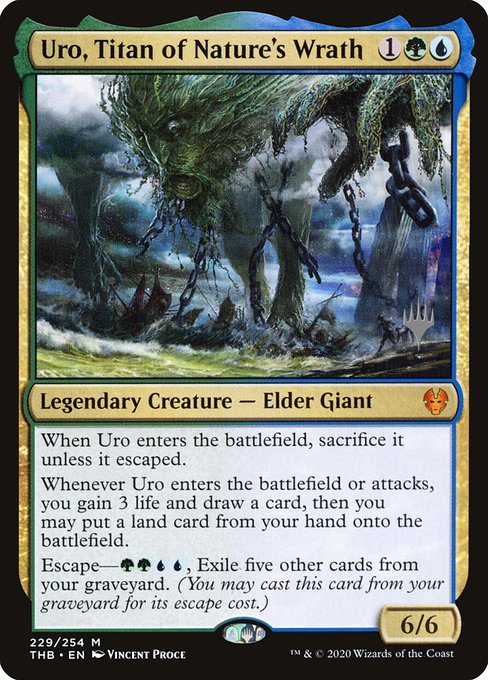 Uro, Titan of Nature's Wrath 1
Legendary Creature — Elder Giant
When Uro enters the battlefield, sacrifice it
unless it escaped.
Whenever Uro enters the battlefield or attacks,
you gain 3 life and draw a card, then you
may put a land card from your hand onto the
battlefield.
Escape—, Exile five other cards from
your graveyard. (You may cast this card from your
graveyard for its escape cost.)
6/6
229/254 M
THB • EN Vincent Proce
™ & © 2020 Wizards of the Coast